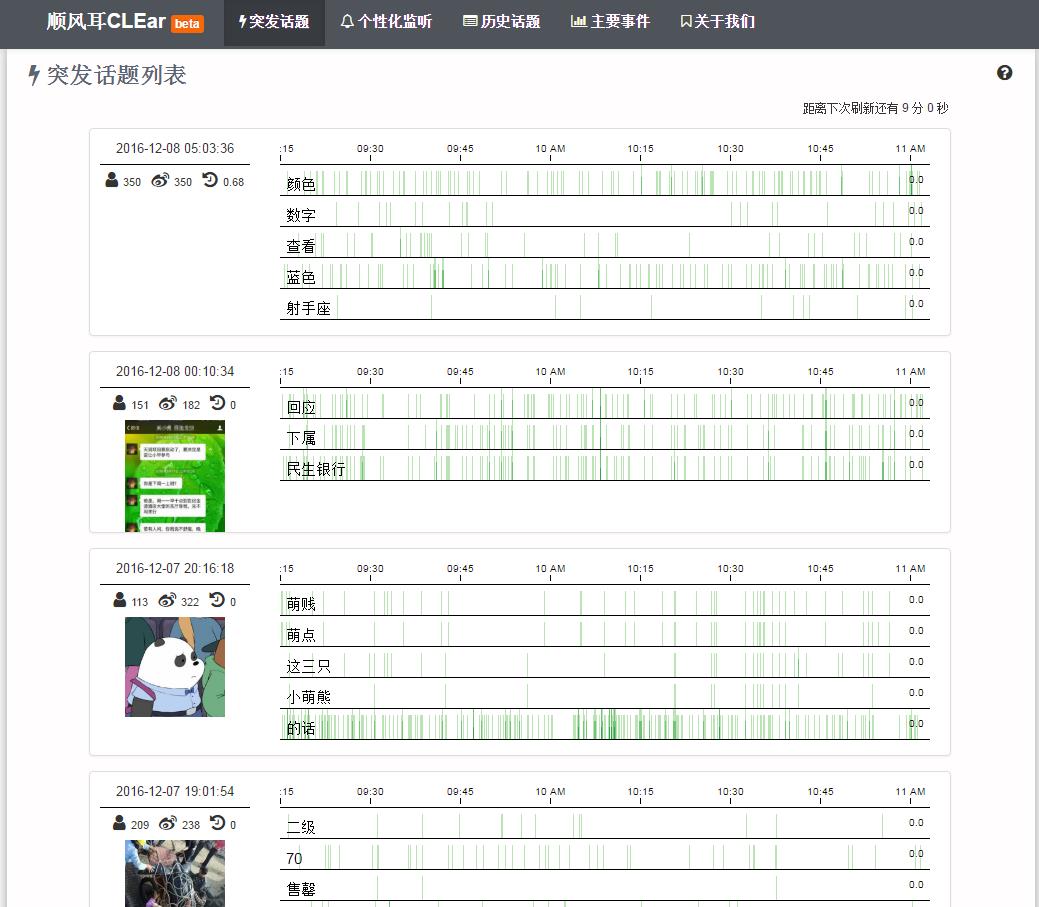 顺风耳CLEar beta 突发话题 个性化监听 历史话题 主要事件 关于我们
突发话题列表
距离下次刷新还有 9 分 0 秒
2016-12-08 05:03:36
350 350 0.68
:15 09:30 09:45 10 AM 10:15 10:30 10:45 11 AM
颜色 0.0
数字 0.0
查看 0.0
蓝色 0.0
射手座 0.0
2016-12-08 00:10:34
151 182 0
:15 09:30 09:45 10 AM 10:15 10:30 10:45 11 AM
回应 0.0
下属 0.0
民生银行 0.0
2016-12-07 20:16:18
113 322 0
:15 09:30 09:45 10 AM 10:15 10:30 10:45 11 AM
萌贱 0.0
萌点 0.0
这三只 0.0
小萌熊 0.0
的话 0.0
2016-12-07 19:01:54
209 238 0
:15 09:30 09:45 10 AM 10:15 10:30 10:45 11 AM
二级 0.0
70 0.0
售罄 0.0